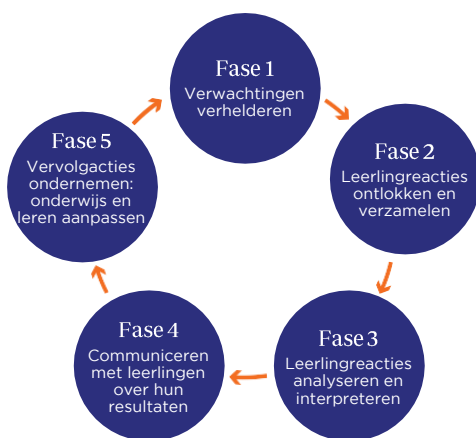 Fase 1
Verwachtingen
verhelderen
Fase 2
Leerlingreacties
ontlokken en
verzamelen
Fase 3
Leerlingreacties
analyseren en
interpreteren
Fase 4
Communiceren
met leerlingen
over hun
resultaten
Fase 5
Vervolgacties
ondernemen:
onderwijs en
leren aanpassen